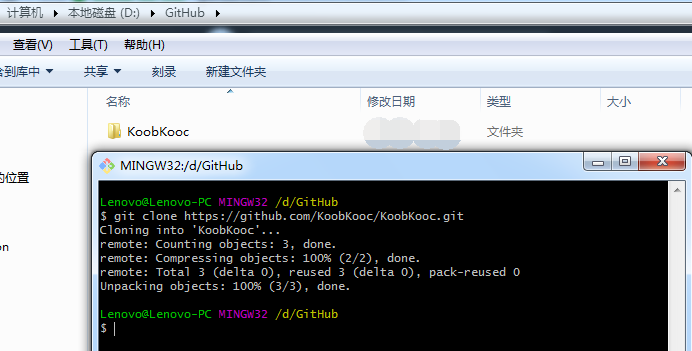 计算机 本地磁盘 (D:) GitHub
查看(V) 工具(T) 帮助(H)
含到库中 共享 刻录 新建文件夹
名称 修改日期 类型 大小
KoobKooc 文件夹
的位置
on
MINGW32:/d/GitHub
Lenovo@Lenovo-PC MINGW32 /d/GitHub
$ git clone https://github.com/KoobKooc/KoobKooc.git
Cloning into 'KoobKooc'...
remote: Counting objects: 3, done.
remote: Compressing objects: 100% (2/2), done.
remote: Total 3 (delta 0), reused 3 (delta 0), pack-reused 0
Unpacking objects: 100% (3/3), done.
Lenovo@Lenovo-PC MINGW32 /d/GitHub
$